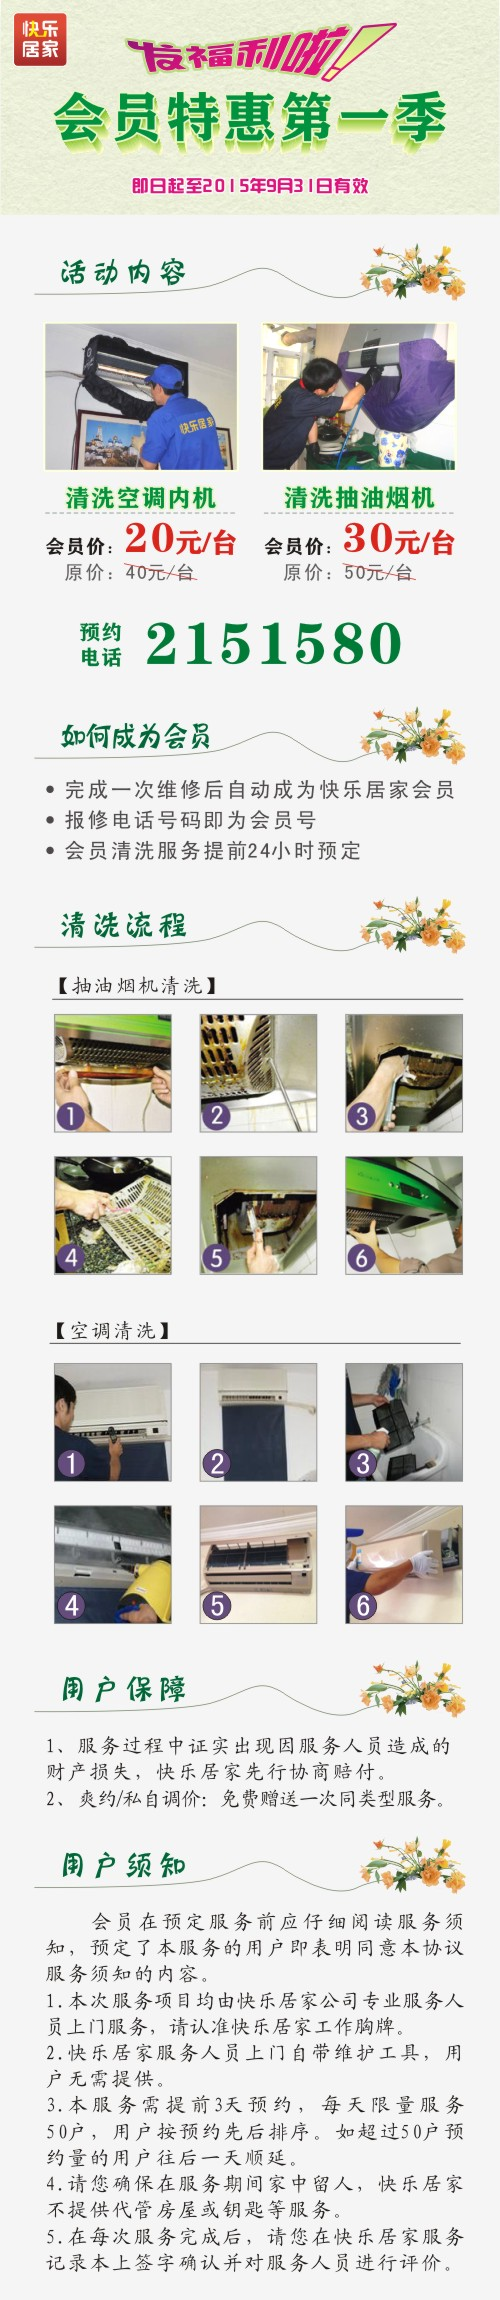 快乐
居家
发福利啦！
会员特惠第一季
即日起至2015年9月31日有效
活动内容
快乐居家
清洗空调内机
清洗抽油烟机
会员价：20元/台
会员价：30元/台
原价：40元/台
原价：50元/台
预约
电话
2151580
如何成为会员
• 完成一次维修后自动成为快乐居家会员
• 报修电话号码即为会员号
• 会员清洗服务提前24小时预定
清洗流程
【抽油烟机清洗】
1
2
3
4
5
6
【空调清洗】
1
2
3
4
5
6
用户保障
1、服务过程中证实出现因服务人员造成的
财产损失，快乐居家先行协商赔付。
2、爽约/私自调价：免费赠送一次同类型服务。
用户须知
会员在预定服务前应仔细阅读服务须
知，预定了本服务的用户即表明同意本协议
服务须知的内容。
1.本次服务项目均由快乐居家公司专业服务人
员上门服务，请认准快乐居家工作胸牌。
2.快乐居家服务人员上门自带维护工具，用
户无需提供。
3.本服务需提前3天预约，每天限量服务
50户，用户按预约先后排序。如超过50户预
约量的用户往后一天顺延。
4.请您确保在服务期间家中留人，快乐居家
不提供代管房屋或钥匙等服务。
5.在每次服务完成后，请您在快乐居家服务
记录本上签字确认并对服务人员进行评价。